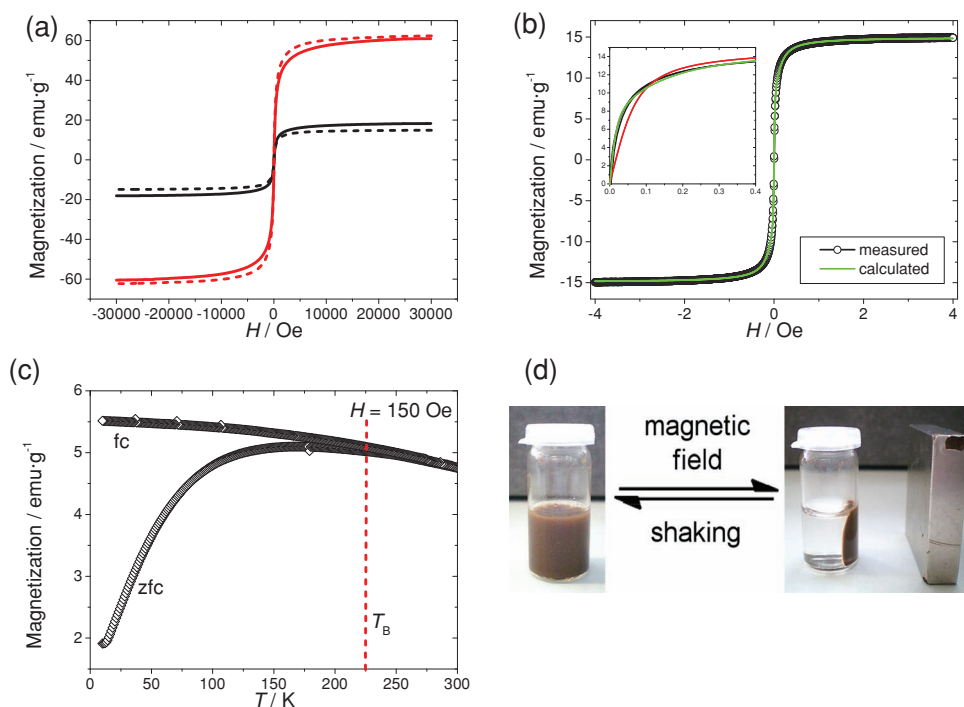 (a)
Magnetization / emu·g⁻¹
60
40
20
0
-20
-40
-60
-30000 -20000 -10000 0 10000 20000 30000
H / Oe
(b)
Magnetization / emu·g⁻¹
15
10
5
0
-5
-10
-15
14
12
10
8
6
4
2
0
0.0 0.1 0.2 0.3 0.4
measured
calculated
-4 -2 0 2 4
H / Oe
(c)
Magnetization / emu·g⁻¹
6
5
4
3
2
H = 150 Oe
fc
zfc
T_B
0 50 100 150 200 250 300
T / K
(d)
magnetic
field
shaking